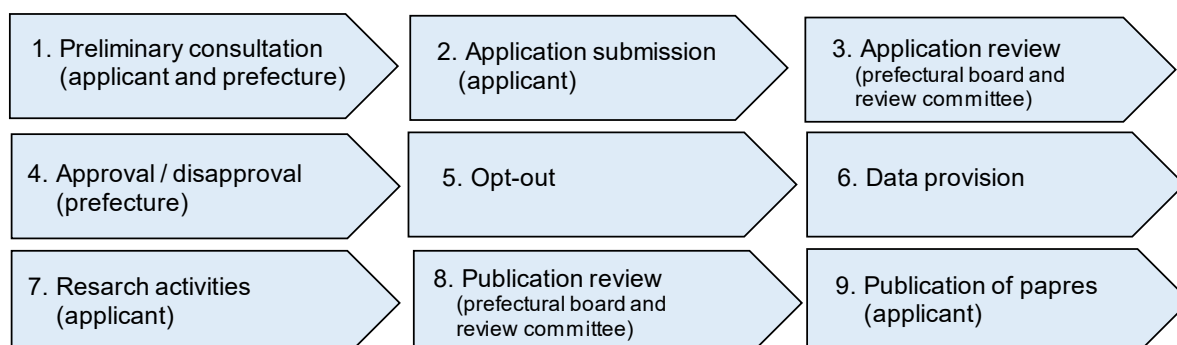 1. Preliminary consultation
(applicant and prefecture)
2. Application submission
(applicant)
3. Application review
(prefectural board and
review committee)
4. Approval / disapproval
(prefecture)
5. Opt-out
6. Data provision
7. Resarch activities
(applicant)
8. Publication review
(prefectural board and
review committee)
9. Publication of papres
(applicant)